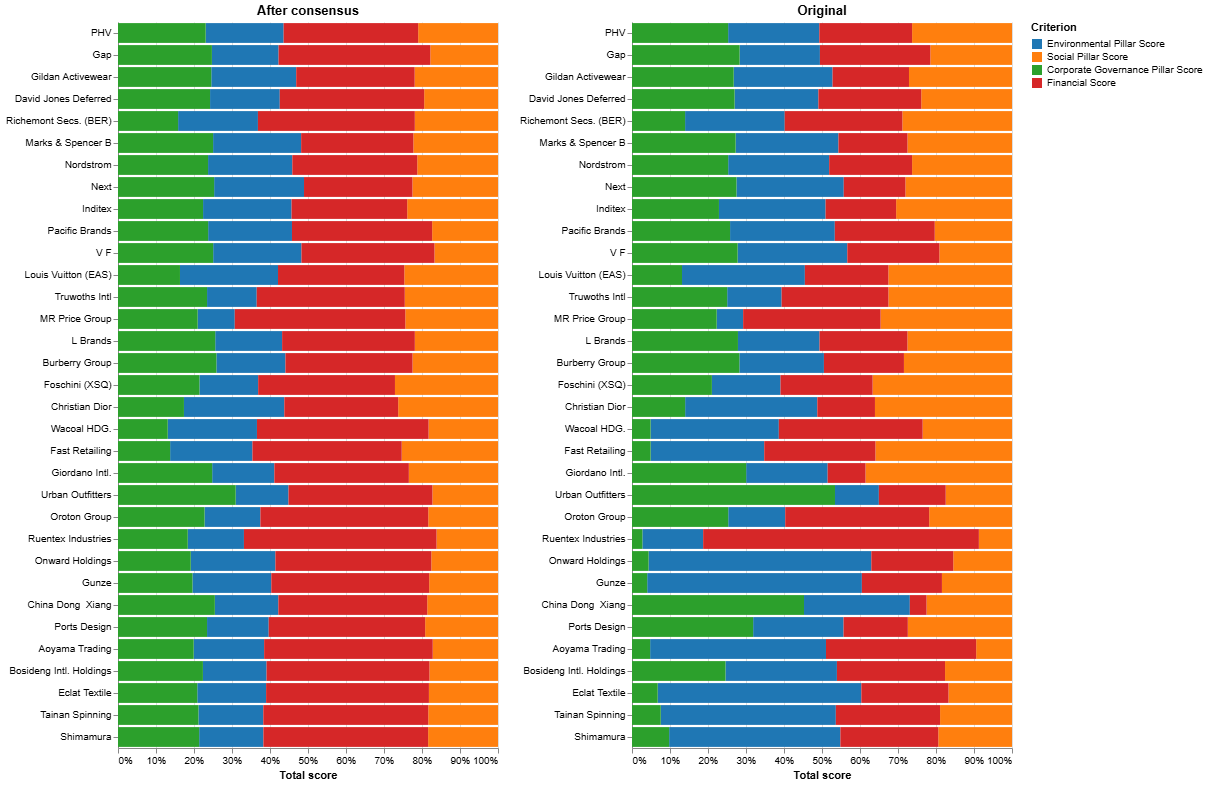 After consensus
PHV
Gap
Gildan Activewear
David Jones Deferred
Richemont Secs. (BER)
Marks & Spencer B
Nordstrom
Next
Inditex
Pacific Brands
V F
Louis Vuitton (EAS)
Truwoths Intl
MR Price Group
L Brands
Burberry Group
Foschini (XSQ)
Christian Dior
Wacoal HDG.
Fast Retailing
Giordano Intl.
Urban Outfitters
Oroton Group
Ruentex Industries
Onward Holdings
Gunze
China Dong  Xiang
Ports Design
Aoyama Trading
Bosideng Intl. Holdings
Eclat Textile
Tainan Spinning
Shimamura
0% 10% 20% 30% 40% 50% 60% 70% 80% 90% 100%
Total score
Original
PHV
Gap
Gildan Activewear
David Jones Deferred
Richemont Secs. (BER)
Marks & Spencer B
Nordstrom
Next
Inditex
Pacific Brands
V F
Louis Vuitton (EAS)
Truwoths Intl
MR Price Group
L Brands
Burberry Group
Foschini (XSQ)
Christian Dior
Wacoal HDG.
Fast Retailing
Giordano Intl.
Urban Outfitters
Oroton Group
Ruentex Industries
Onward Holdings
Gunze
China Dong  Xiang
Ports Design
Aoyama Trading
Bosideng Intl. Holdings
Eclat Textile
Tainan Spinning
Shimamura
0% 10% 20% 30% 40% 50% 60% 70% 80% 90% 100%
Total score
Criterion
Environmental Pillar Score
Social Pillar Score
Corporate Governance Pillar Score
Financial Score